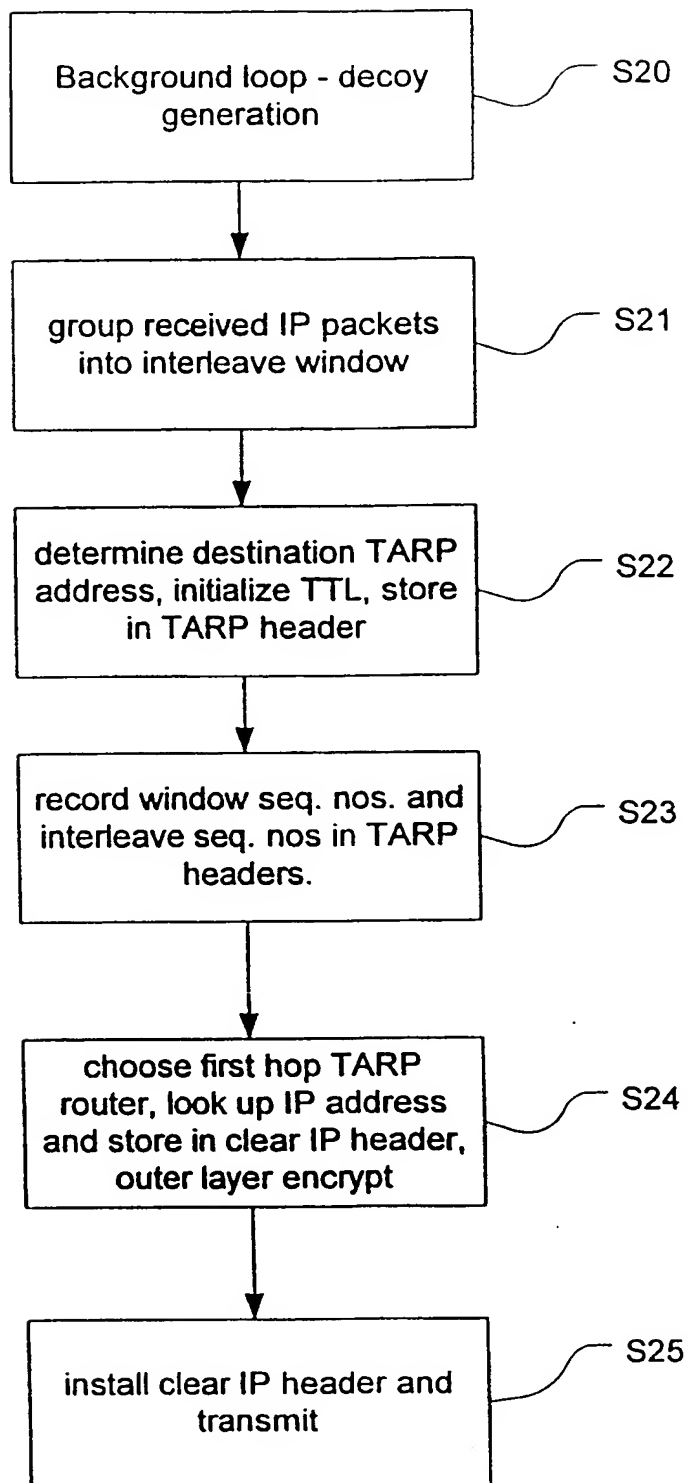 Background loop - decoy
generation
S20
group received IP packets
into interleave window
S21
determine destination TARP
address, initialize TTL, store
in TARP header
S22
record window seq. nos. and
interleave seq. nos in TARP
headers.
S23
choose first hop TARP
router, look up IP address
and store in clear IP header,
outer layer encrypt
S24
install clear IP header and
transmit
S25